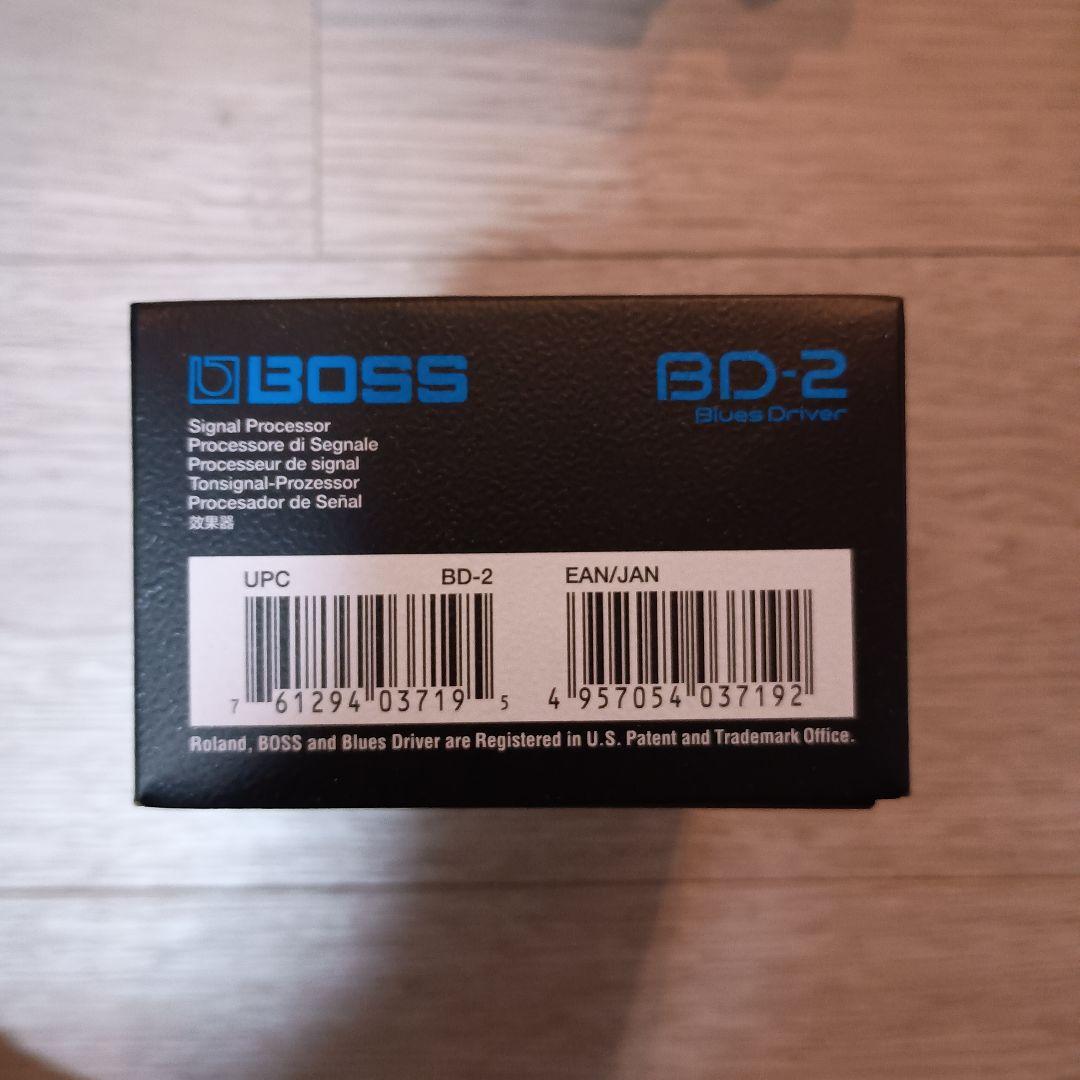 BOSS
BD-2
Blues Driver
Signal Processor
Processore di Segnale
Processeur de signal
Tonsignal-Prozessor
Procesador de Señal
效果器
UPC BD-2
7 61294 03719 5
EAN/JAN
4 957054 037192
Roland, BOSS and Blues Driver are Registered in U.S. Patent and Trademark Office.